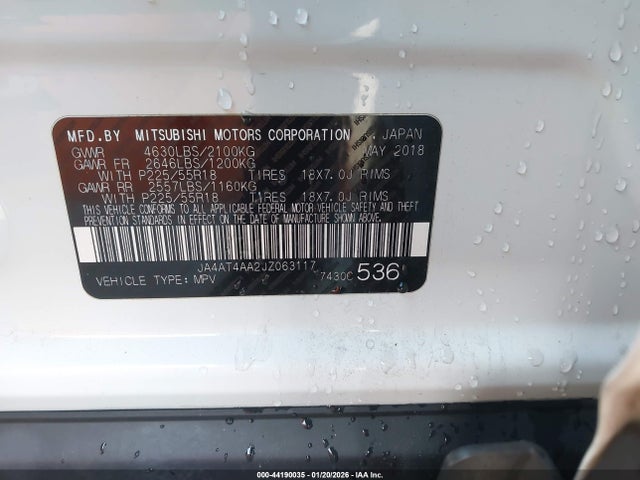 MFD.BY MITSUBISHI MOTORS CORPORATION JAPAN
GVWR 4630LBS/2100KG MAY 2018
GAWR FR 2646LBS/1200KG
WITH P225/55R18 TIRES 18X7.0J RIMS
GAWR RR 2557LBS/1160KG
WITH P225/55R18 TIRES 18X7.0J RIMS
THIS VEHICLE CONFORMS TO ALL APPLICABLE FEDERAL MOTOR VEHICLE SAFETY AND THEFT
PREVENTION STANDARDS IN EFFECT ON THE DATE OF MANUFACTURE SHOWN ABOVE.
JA4AT4AA2JZ063117
VEHICLE TYPE: MPV 7430C 536
000-44190035 - 01/20/2026 - IAA, Inc.